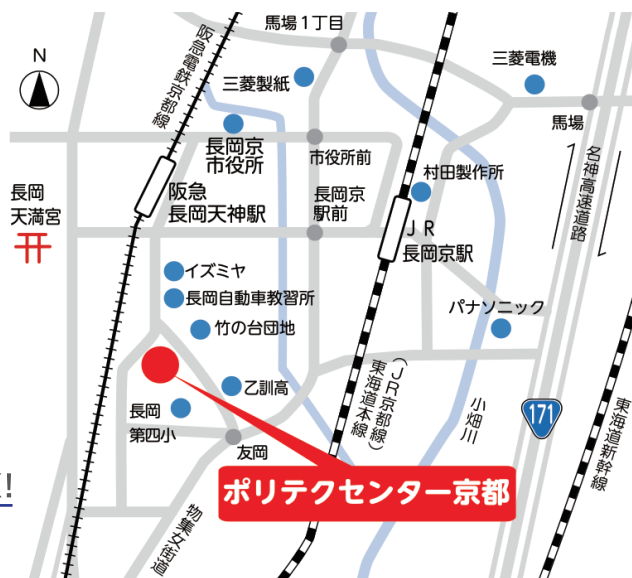 馬場1丁目
阪急電鉄京都線
三菱電機
N
三菱製紙
馬場
長岡京
市役所
市役所前
名神高速道路
村田製作所
阪急
長岡天神駅
長岡京
駅前
長岡
天満宮
JR
長岡京駅
イズミヤ
長岡自動車教習所
パナソニック
竹の台団地
乙訓高
(JR京都線)
東海道本線
小畑川
171
東海道新幹線
長岡
第四小
友岡
ポリテクセンター京都
!
物集女街道